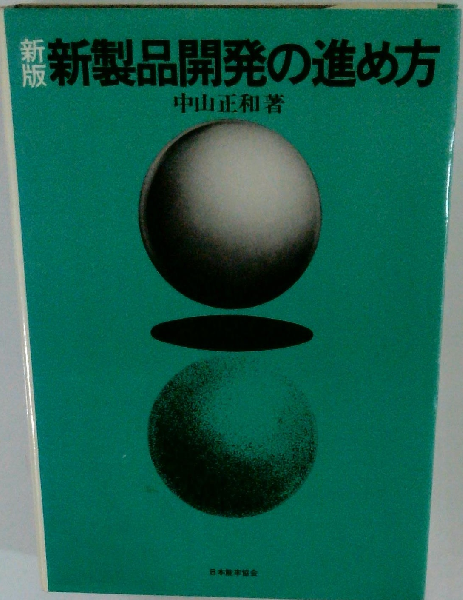 新版 新製品開発の進め方
中山正和著
日本能率協会